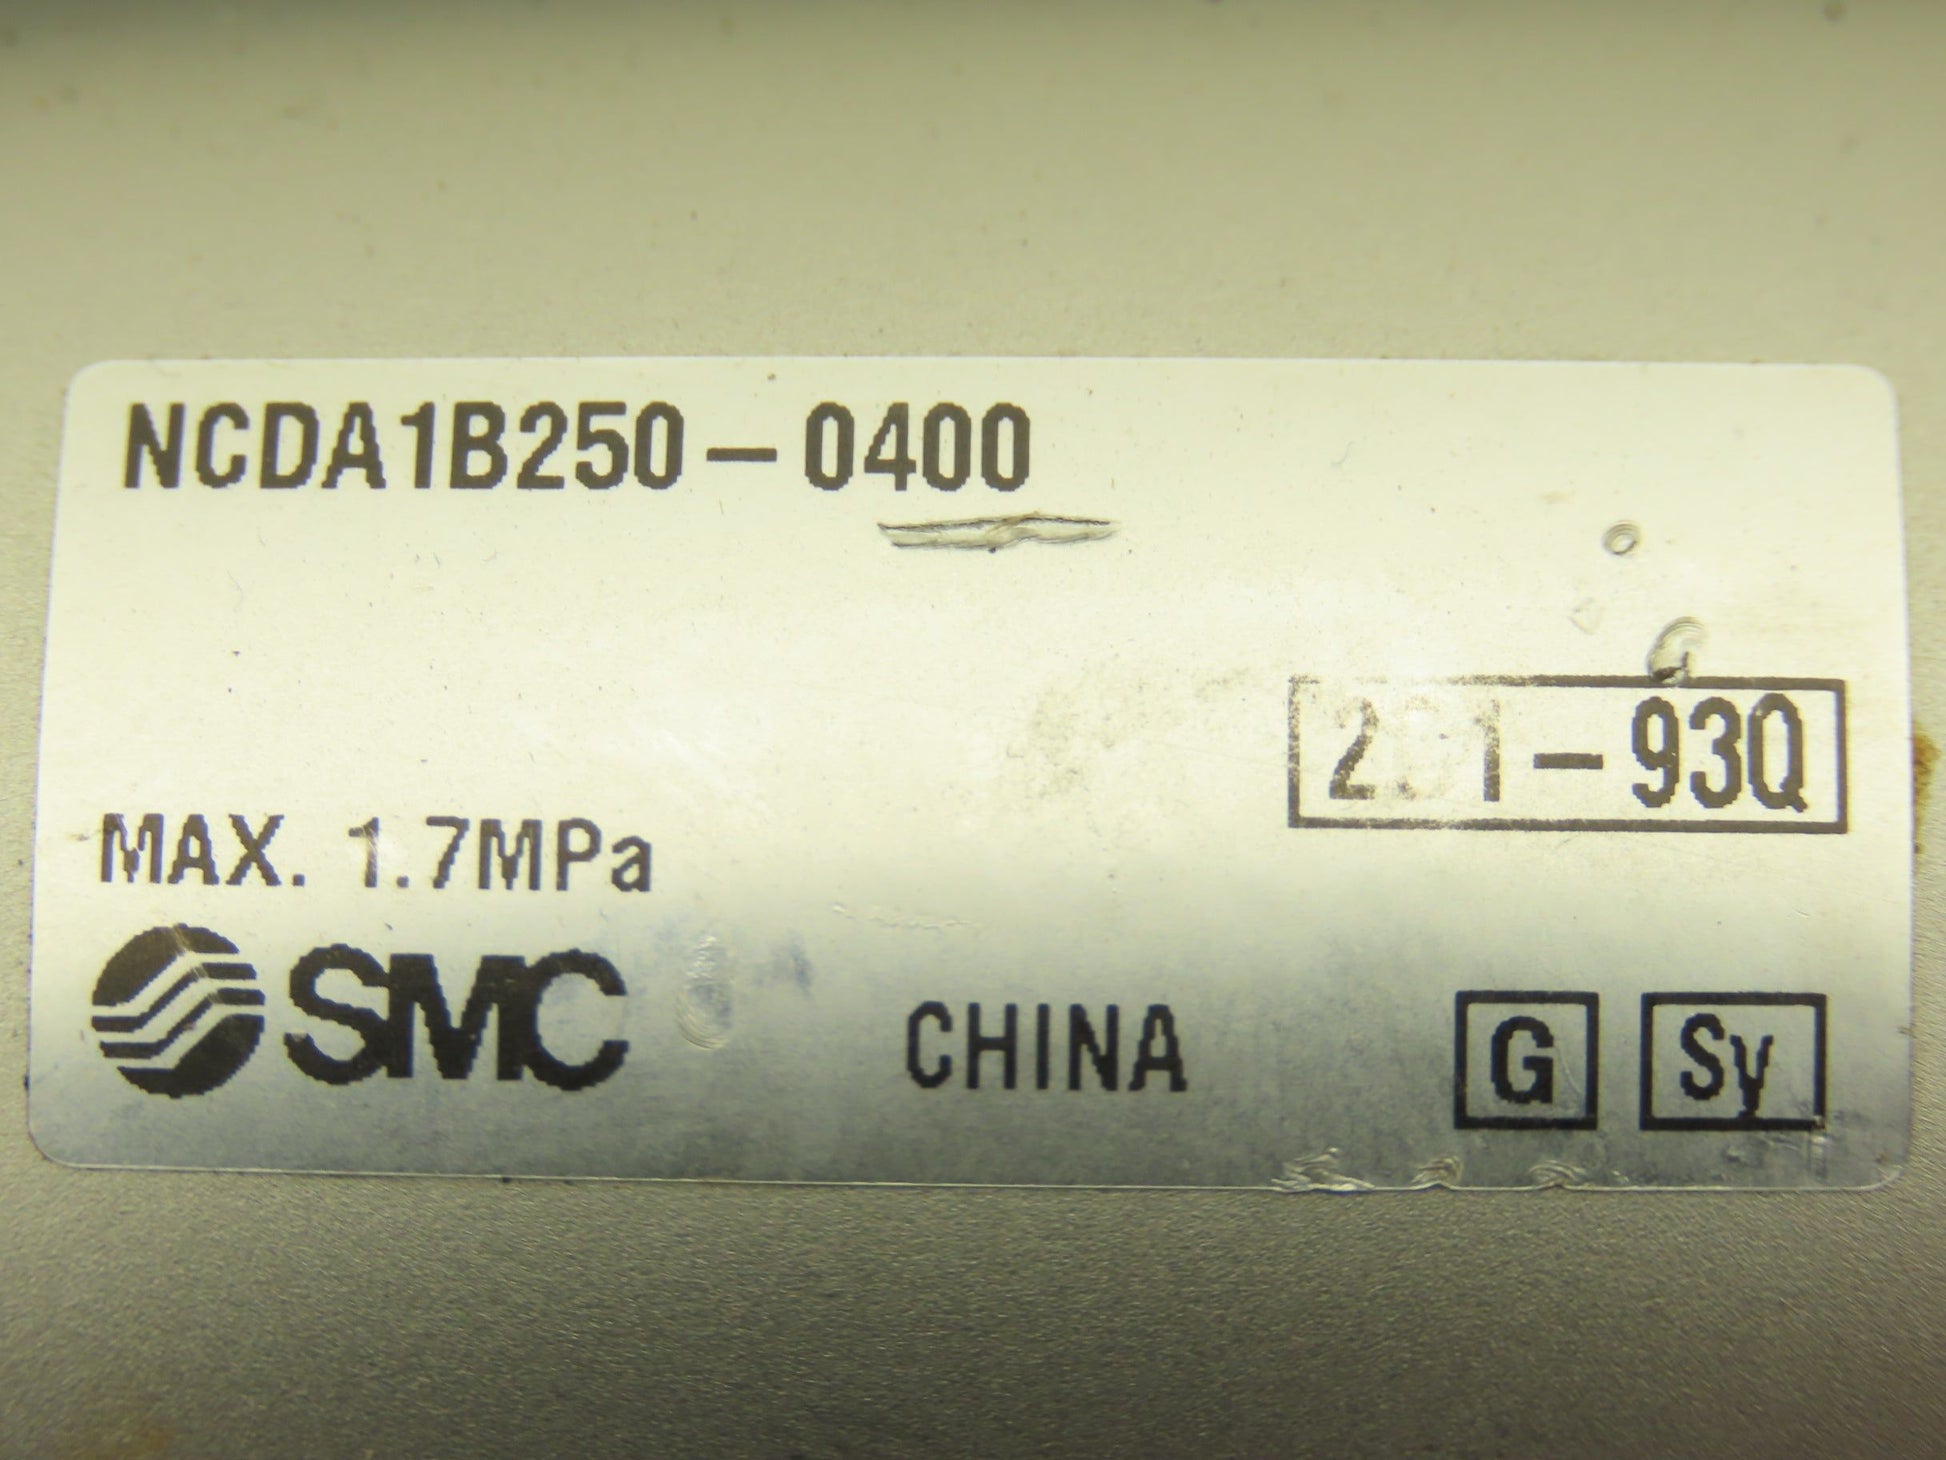 NCDA1B250-0400
MAX. 1.7MPa
SMC
CHINA
G
Sy